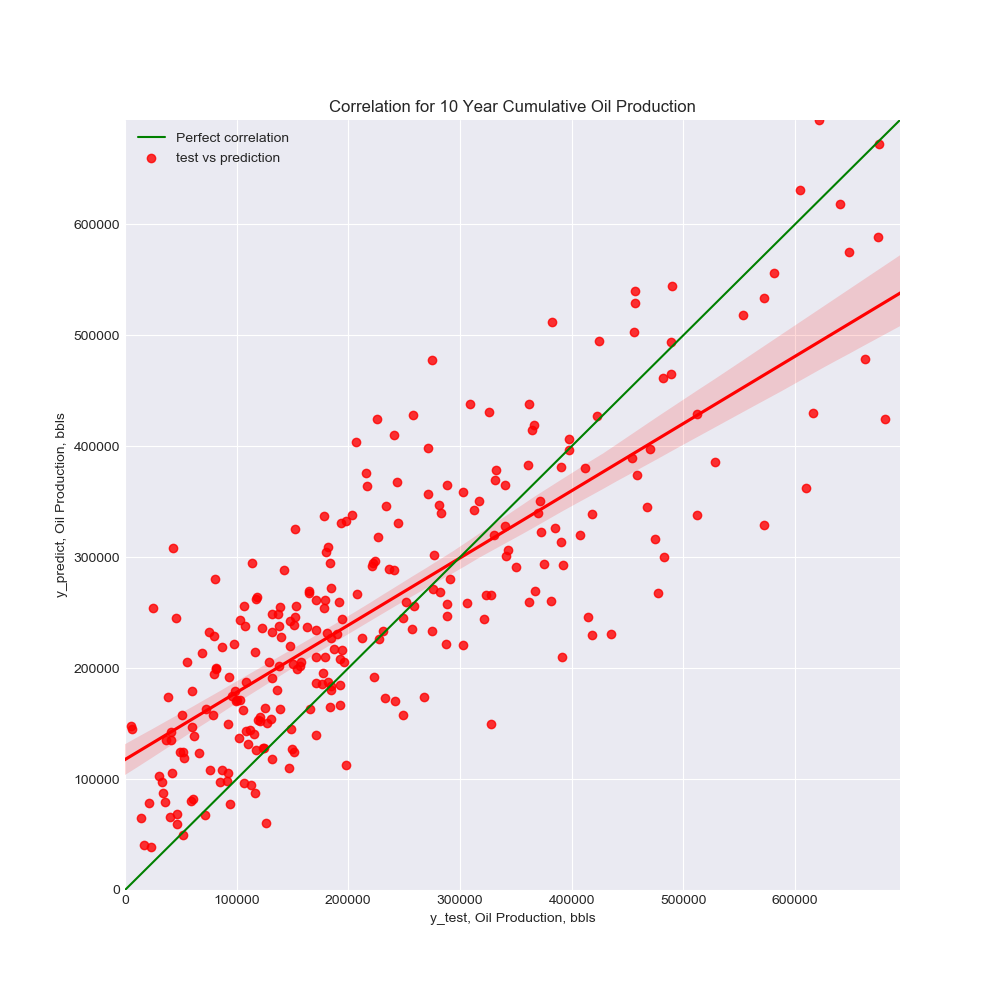 Correlation for 10 Year Cumulative Oil Production
Perfect correlation
test vs prediction
600000
500000
400000
300000
200000
100000
0
y_predict, Oil Production, bbls
0 100000 200000 300000 400000 500000 600000
y_test, Oil Production, bbls